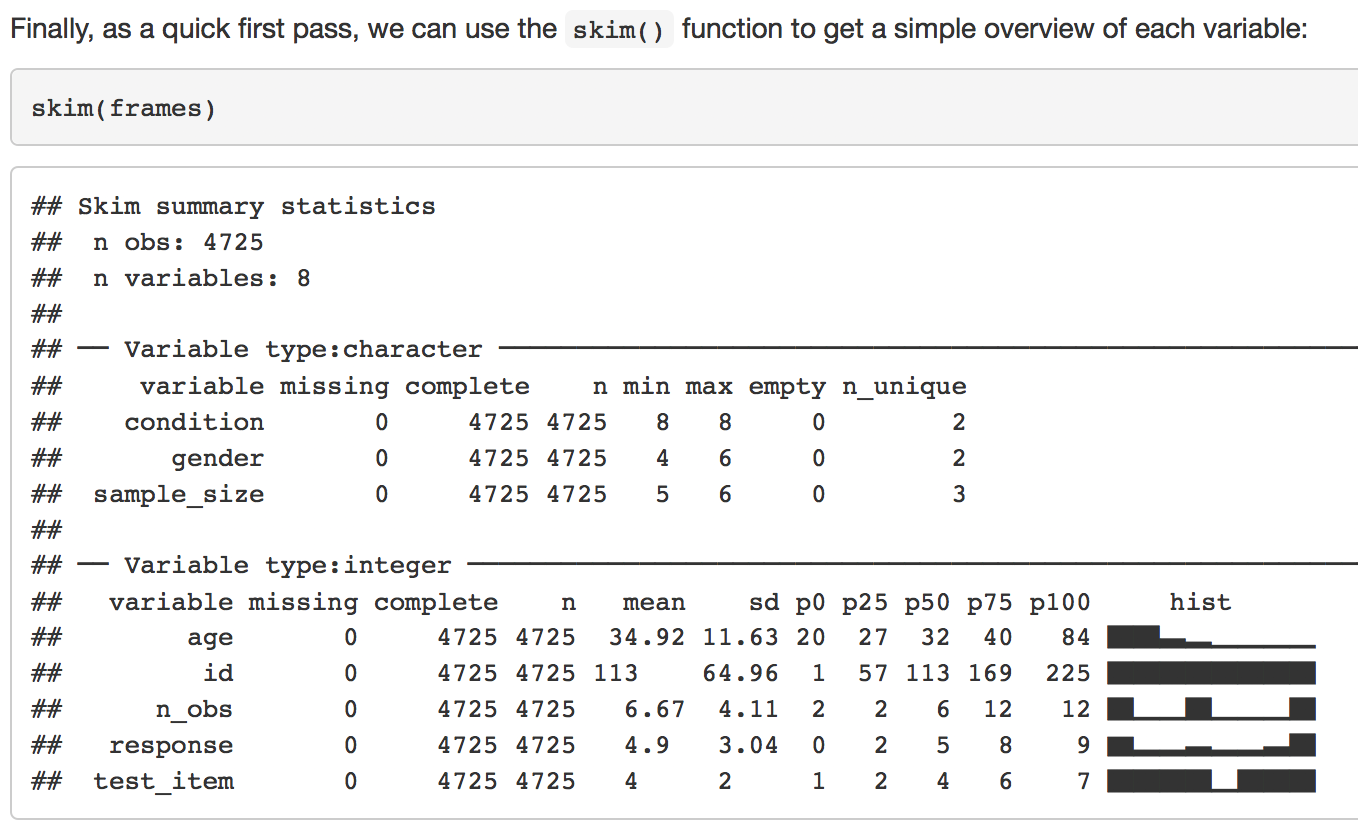 Finally, as a quick first pass, we can use the skim() function to get a simple overview of each variable:
skim(frames)
## Skim summary statistics
##  n obs: 4725
##  n variables: 8
##
## ── Variable type:character ──────────────────────────────
##     variable missing complete    n min max empty n_unique
##    condition       0     4725 4725   8   8     0        2
##       gender       0     4725 4725   4   6     0        2
##  sample_size       0     4725 4725   5   6     0        3
##
## ── Variable type:integer ──────────────────────────────
##   variable missing complete    n   mean    sd p0 p25 p50 p75 p100     hist
##        age       0     4725 4725  34.92 11.63 20  27  32  40   84
##         id       0     4725 4725 113    64.96  1  57 113 169  225
##      n_obs       0     4725 4725   6.67  4.11  2   2   6  12   12
##   response       0     4725 4725   4.9   3.04  0   2   5   8    9
##  test_item       0     4725 4725   4     2     1   2   4   6    7